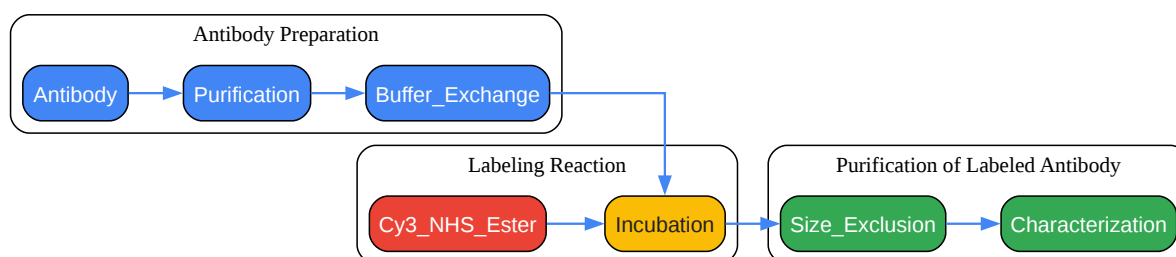 Antibody Preparation
Antibody
Purification
Buffer_Exchange
Labeling Reaction
Cy3_NHS_Ester
Incubation
Purification of Labeled Antibody
Size_Exclusion
Characterization